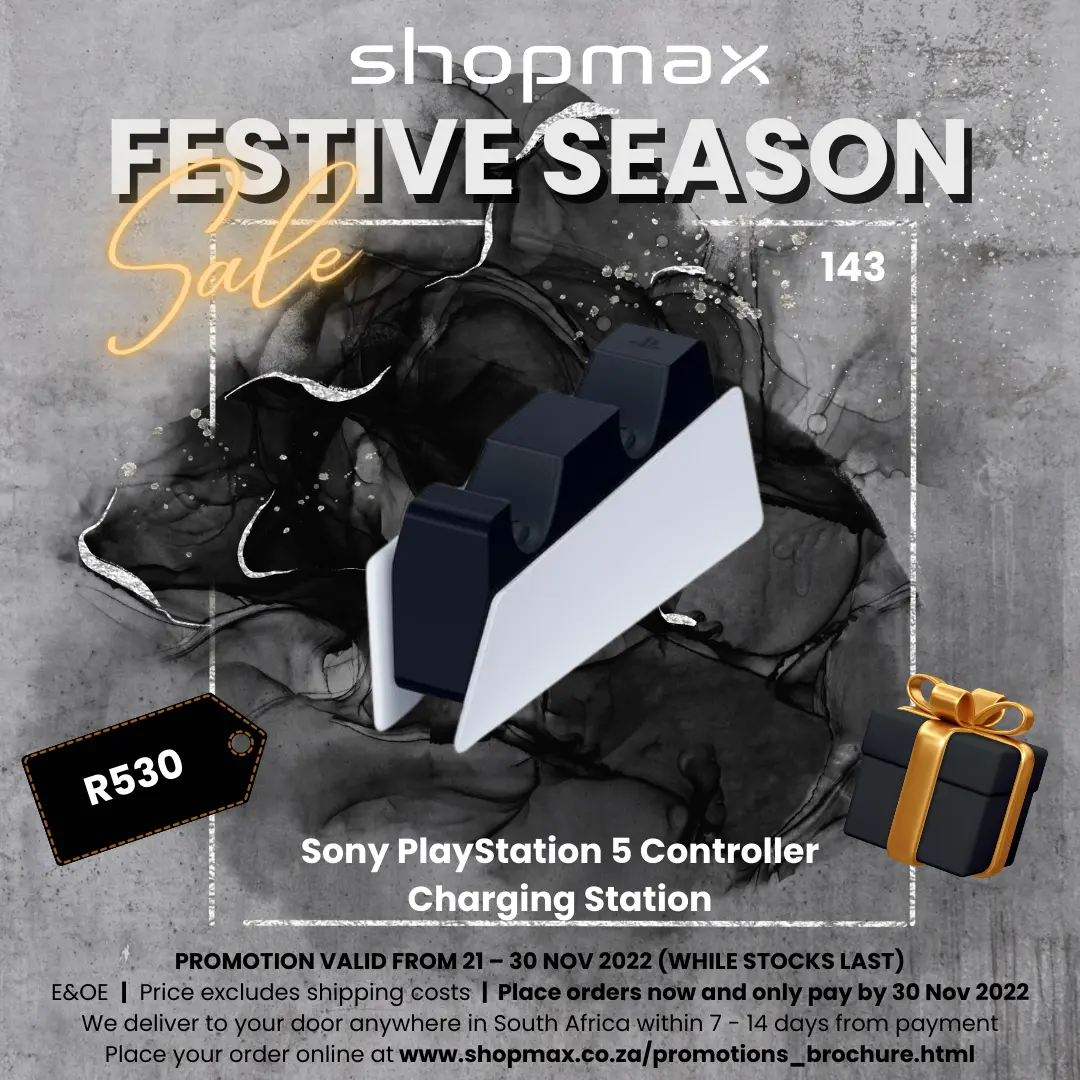 shopmax
FESTIVE SEASON
Sale
143
R530
Sony PlayStation 5 Controller
Charging Station
PROMOTION VALID FROM 21 – 30 NOV 2022 (WHILE STOCKS LAST)
E&OE | Price excludes shipping costs | Place orders now and only pay by 30 Nov 2022
We deliver to your door anywhere in South Africa within 7 - 14 days from payment
Place your order online at www.shopmax.co.za/promotions_brochure.html